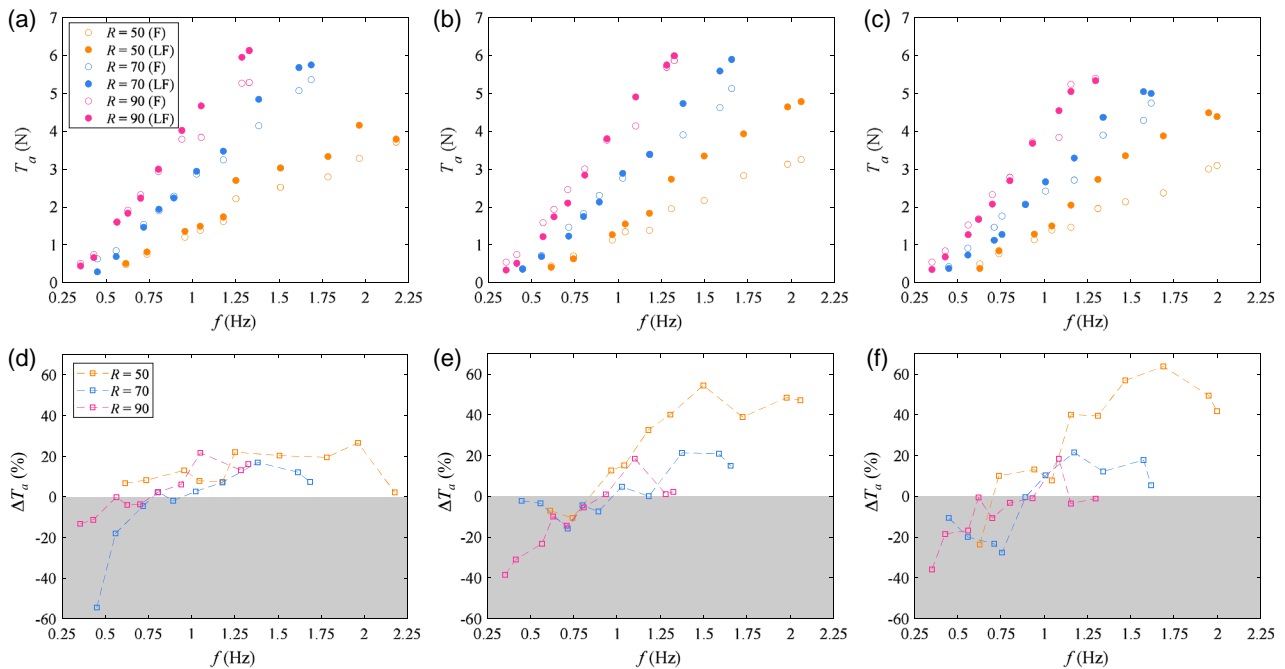 (a)
R = 50 (F)
R = 50 (LF)
R = 70 (F)
R = 70 (LF)
R = 90 (F)
R = 90 (LF)
7
6
5
4
3
2
1
0
T_a (N)
0.25 0.5 0.75 1 1.25 1.5 1.75 2 2.25
f (Hz)
(b)
7
6
5
4
3
2
1
0
T_a (N)
0.25 0.5 0.75 1 1.25 1.5 1.75 2 2.25
f (Hz)
(c)
7
6
5
4
3
2
1
0
T_a (N)
0.25 0.5 0.75 1 1.25 1.5 1.75 2 2.25
f (Hz)
(d)
R = 50
R = 70
R = 90
60
40
20
0
-20
-40
-60
ΔT_a (%)
0.25 0.5 0.75 1 1.25 1.5 1.75 2 2.25
f (Hz)
(e)
60
40
20
0
-20
-40
-60
ΔT_a (%)
0.25 0.5 0.75 1 1.25 1.5 1.75 2 2.25
f (Hz)
(f)
60
40
20
0
-20
-40
-60
ΔT_a (%)
0.25 0.5 0.75 1 1.25 1.5 1.75 2 2.25
f (Hz)